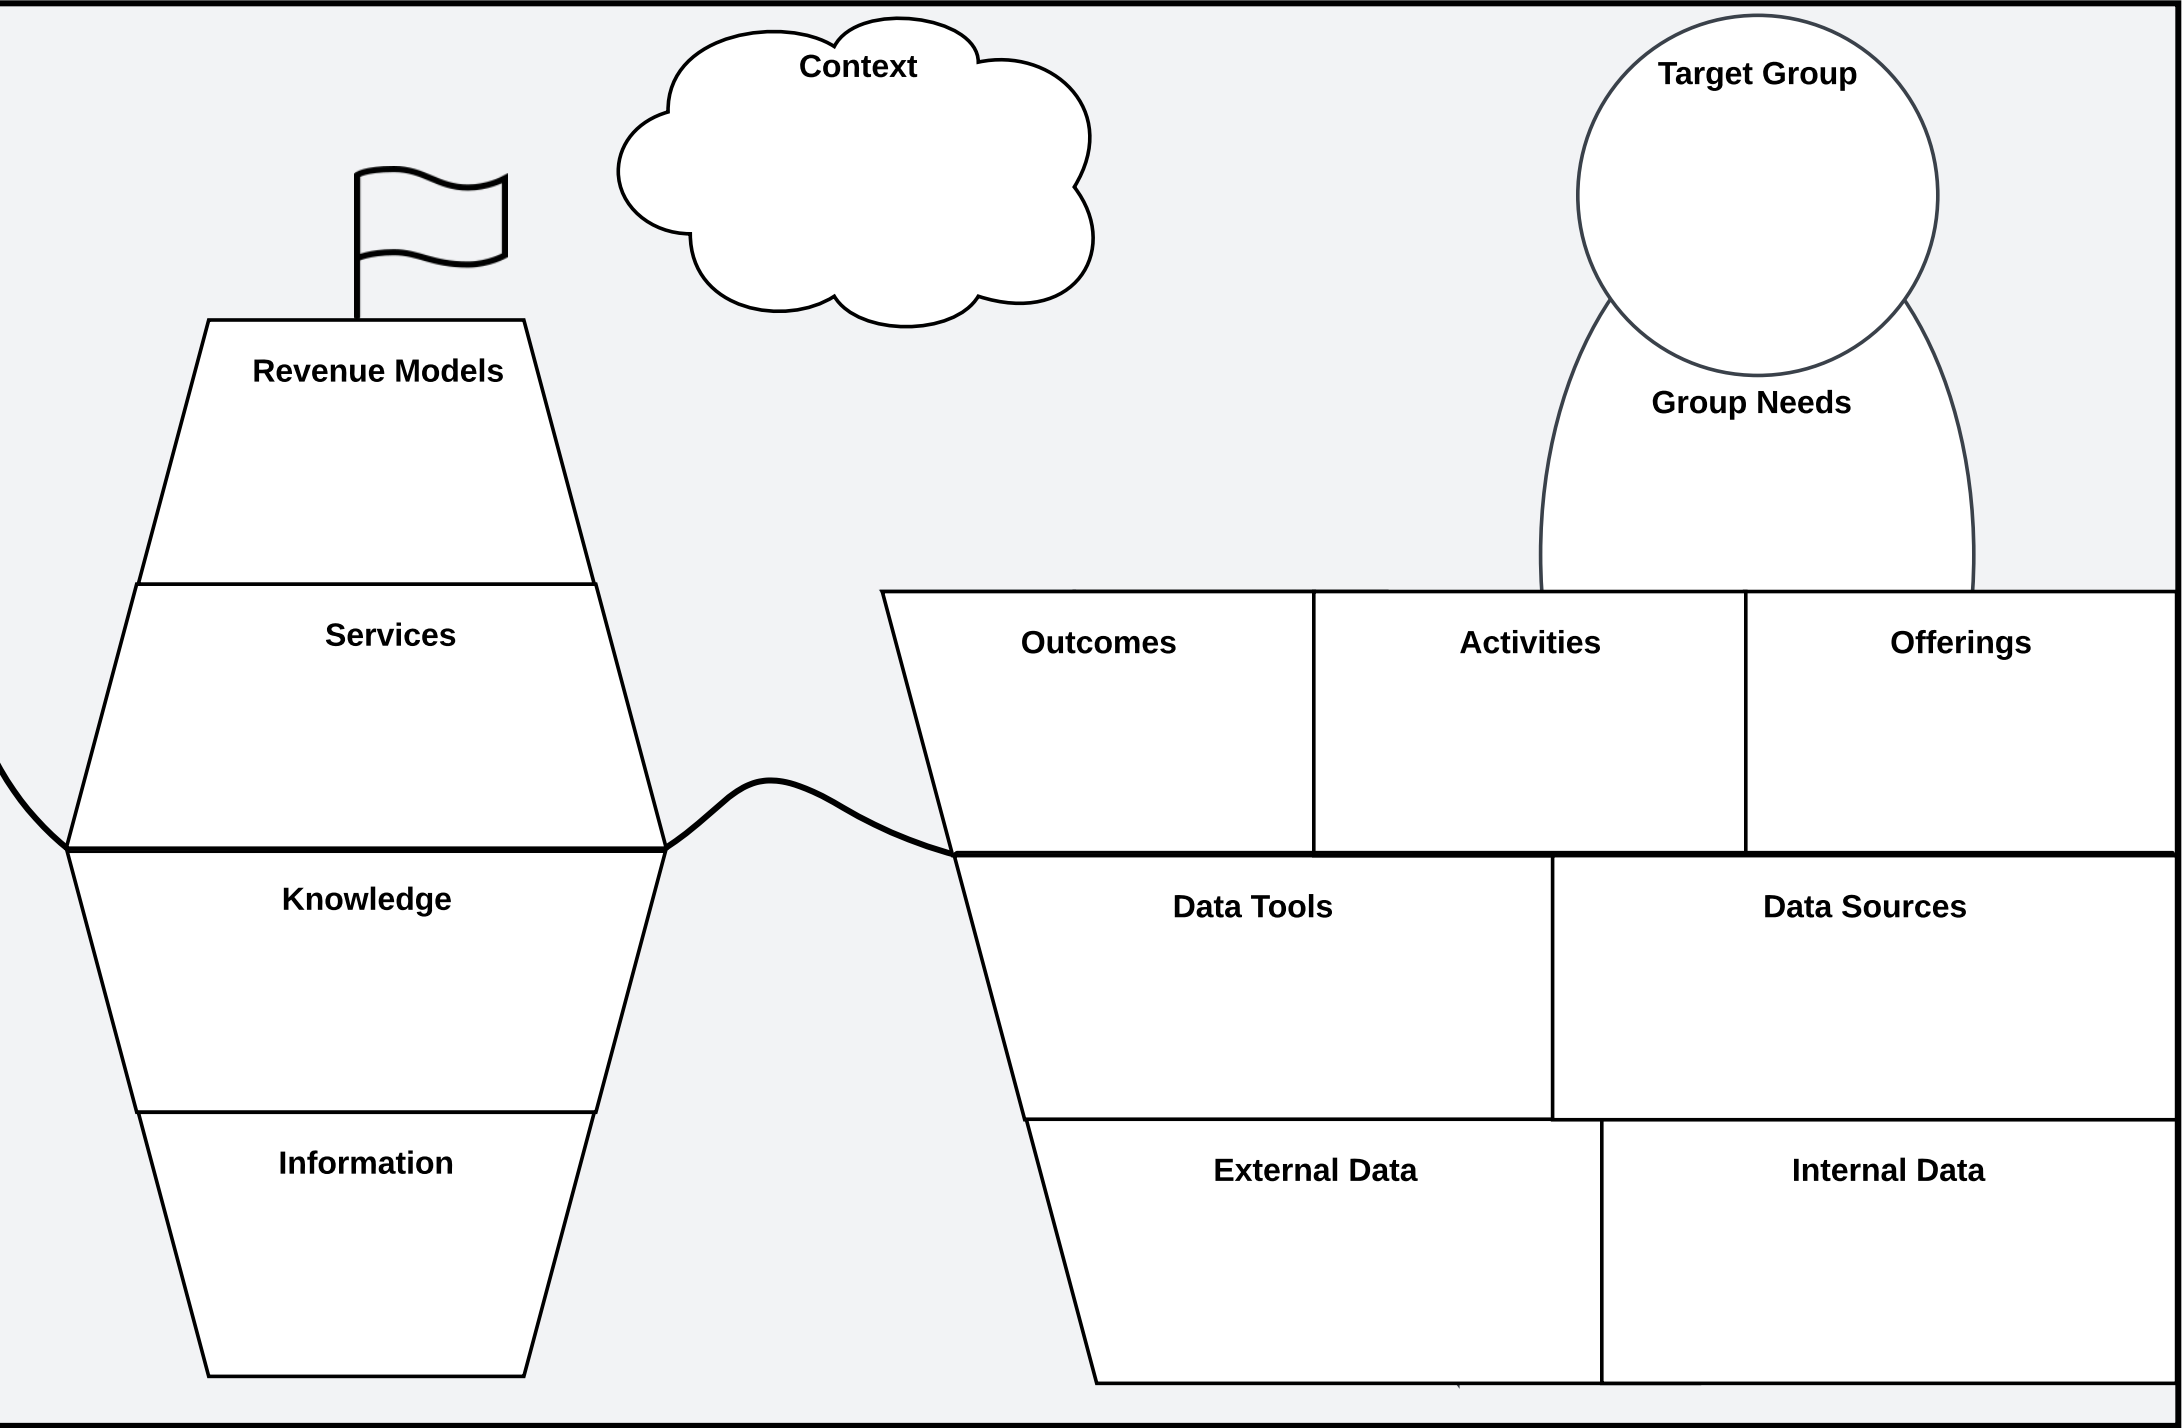 Context
Target Group
Revenue Models
Group Needs
Services
Outcomes
Activities
Offerings
Knowledge
Data Tools
Data Sources
Information
External Data
Internal Data